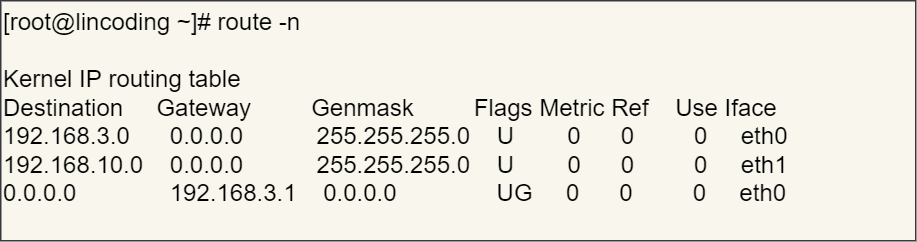 [root@lincoding ~]# route -n
Kernel IP routing table
Destination Gateway Genmask Flags Metric Ref Use Iface
192.168.3.0 0.0.0.0 255.255.255.0 U 0 0 0 eth0
192.168.10.0 0.0.0.0 255.255.255.0 U 0 0 0 eth1
0.0.0.0 192.168.3.1 0.0.0.0 UG 0 0 0 eth0